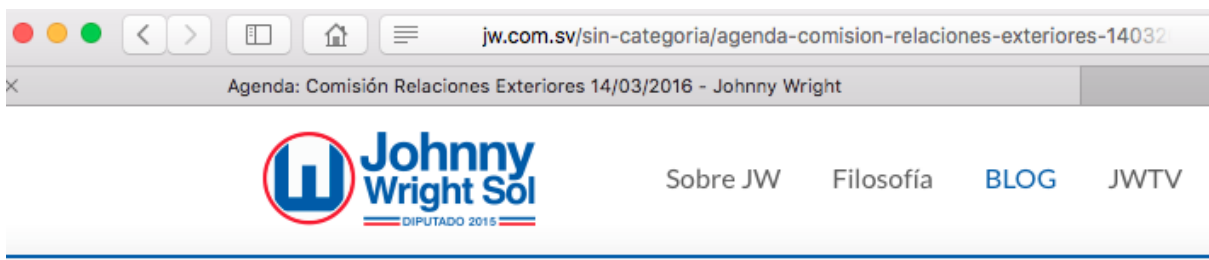 jw.com.sv/sin-categoria/agenda-comision-relaciones-exteriores-14032
Agenda: Comisión Relaciones Exteriores 14/03/2016 - Johnny Wright
Johnny
Wright Sol
DIPUTADO 2015
Sobre JW Filosofía BLOG JWTV